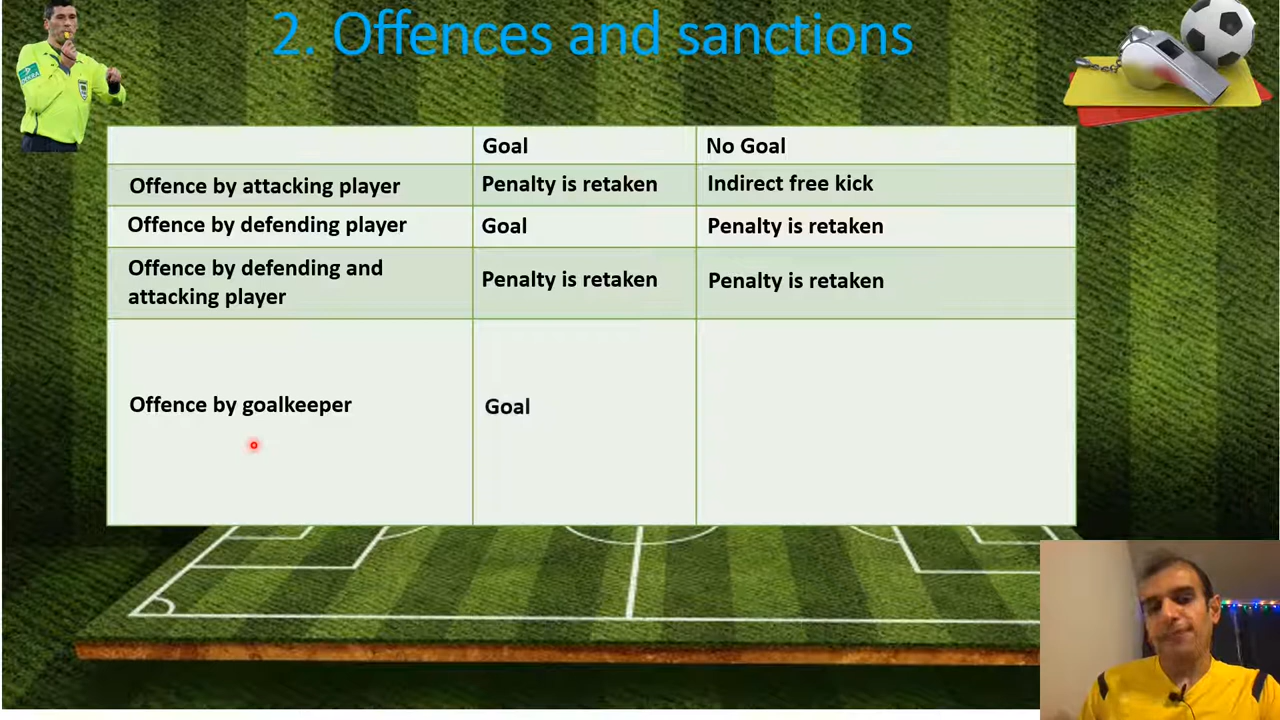 2. Offences and sanctions
Goal
No Goal
Offence by attacking player
Penalty is retaken
Indirect free kick
Offence by defending player
Goal
Penalty is retaken
Offence by defending and
attacking player
Penalty is retaken
Penalty is retaken
Offence by goalkeeper
Goal